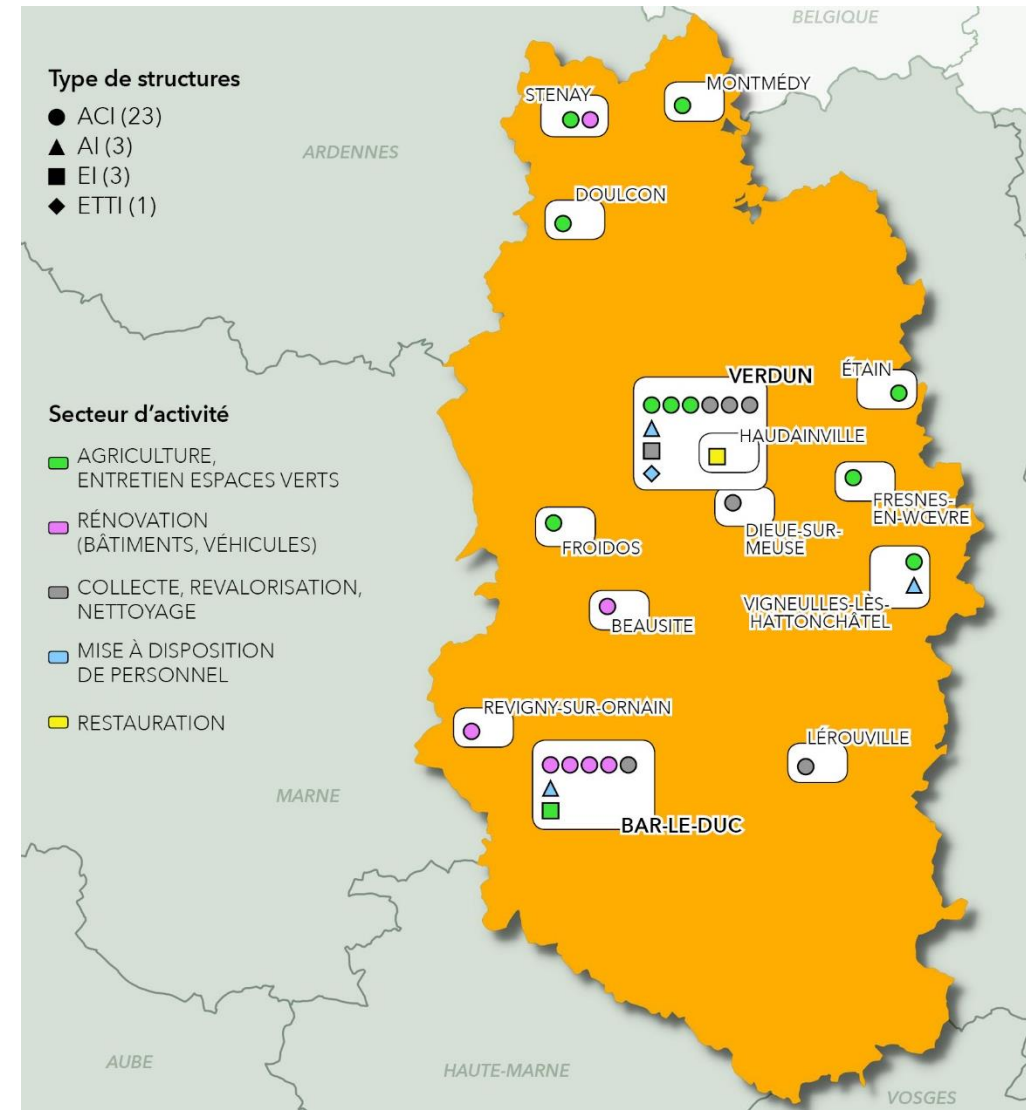 BELGIQUE
Type de structures
ACI (23)
AI (3)
EI (3)
ETTI (1)
ARDENNES
STENAY
MONTMÉDY
DOULCON
Secteur d'activité
AGRICULTURE,
ENTRETIEN ESPACES VERTS
RÉNOVATION
(BÂTIMENTS, VÉHICULES)
COLLECTE, REVALORISATION,
NETTOYAGE
MISE À DISPOSITION
DE PERSONNEL
RESTAURATION
VERDUN
ÉTAIN
HAUDAINVILLE
FRESNES-
EN-WŒVRE
DIEUE-SUR-
MEUSE
FROIDOS
VIGNEULLES-LÈS-
HATTONCHÂTEL
BEAUSITE
REVIGNY-SUR-ORNAIN
LÉROUVILLE
MARNE
BAR-LE-DUC
AUBE
HAUTE-MARNE
VOSGES